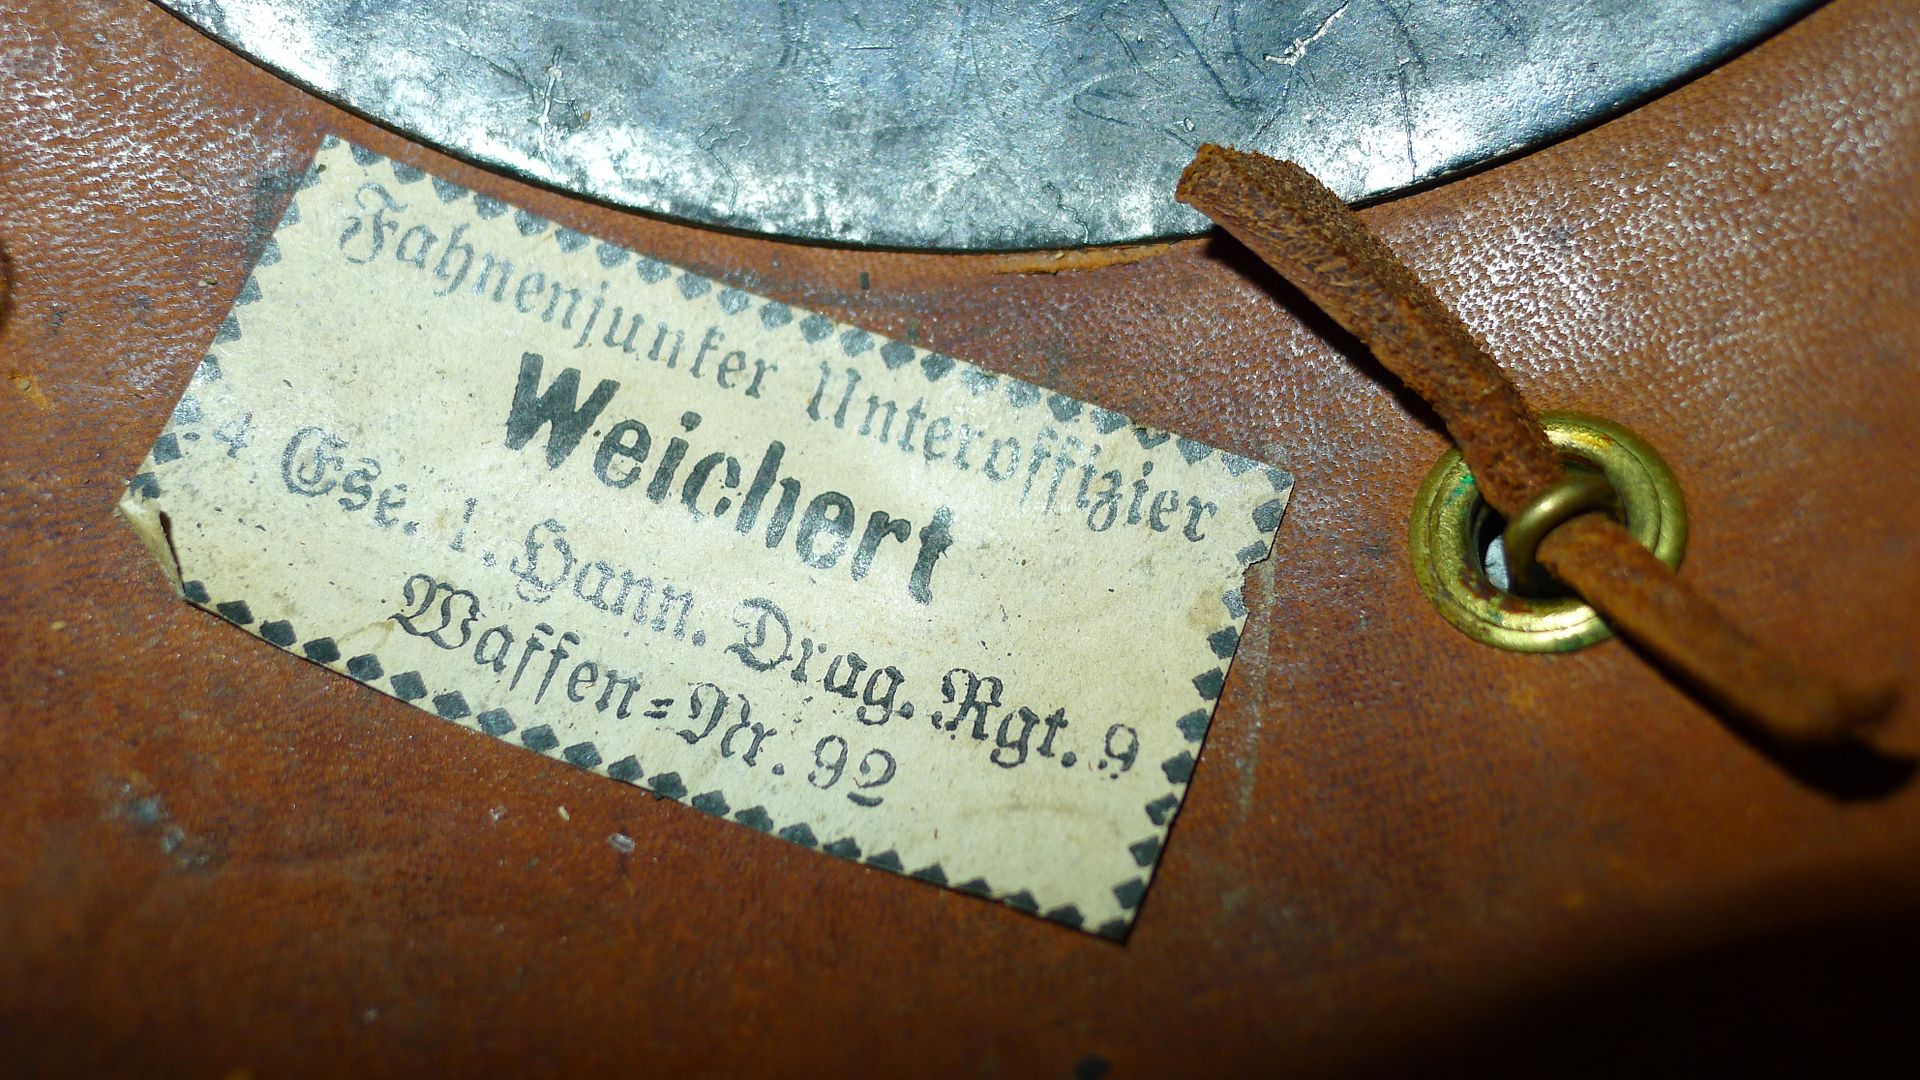 Fahnenjunker Unteroffizier
Weichert
4 Esc. 1. Hann. Drag. Rgt. 9
Waffen=Nr. 92